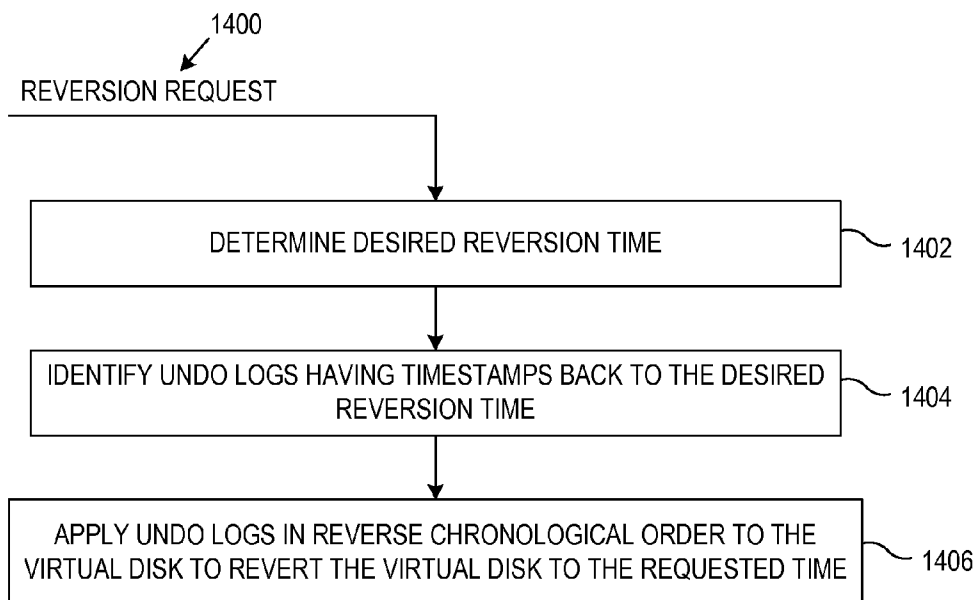 1400
REVERSION REQUEST
DETERMINE DESIRED REVERSION TIME
1402
IDENTIFY UNDO LOGS HAVING TIMESTAMPS BACK TO THE DESIRED
REVERSION TIME
1404
APPLY UNDO LOGS IN REVERSE CHRONOLOGICAL ORDER TO THE
VIRTUAL DISK TO REVERT THE VIRTUAL DISK TO THE REQUESTED TIME
1406